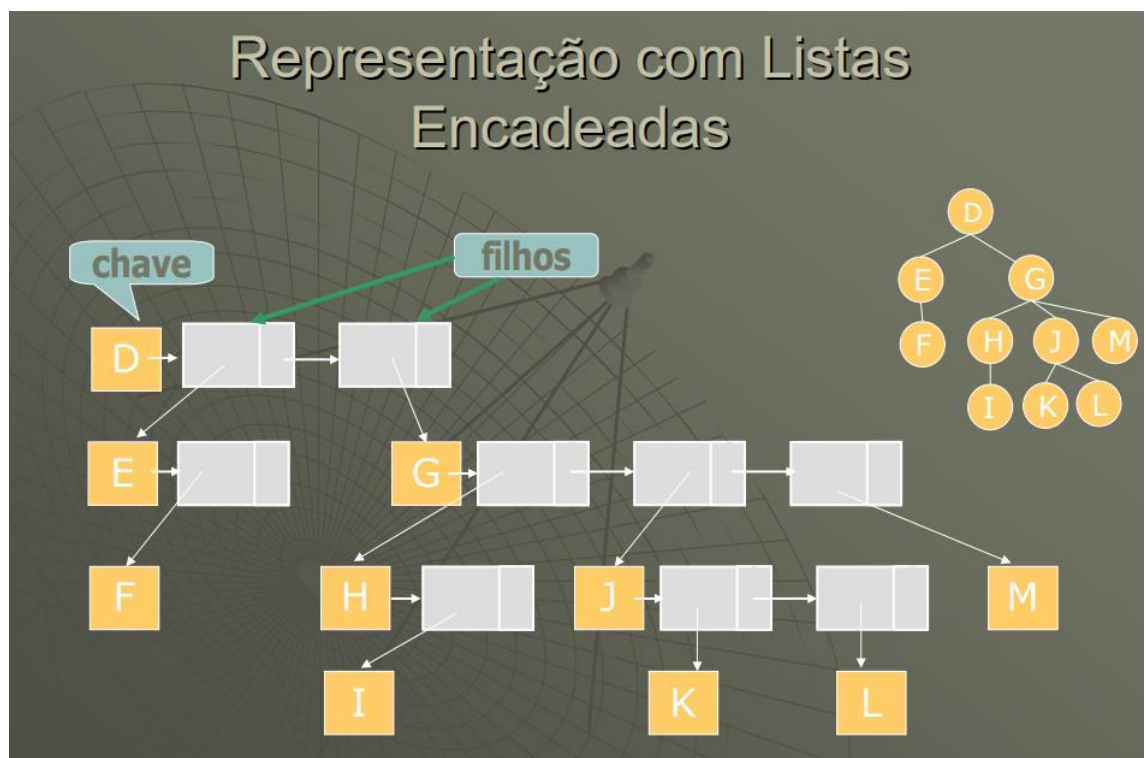 Representação com Listas
Encadeadas
chave
filhos
D
E
G
F
H
J
M
I
K
L
D
E
G
F
H
J
M
I
K
L